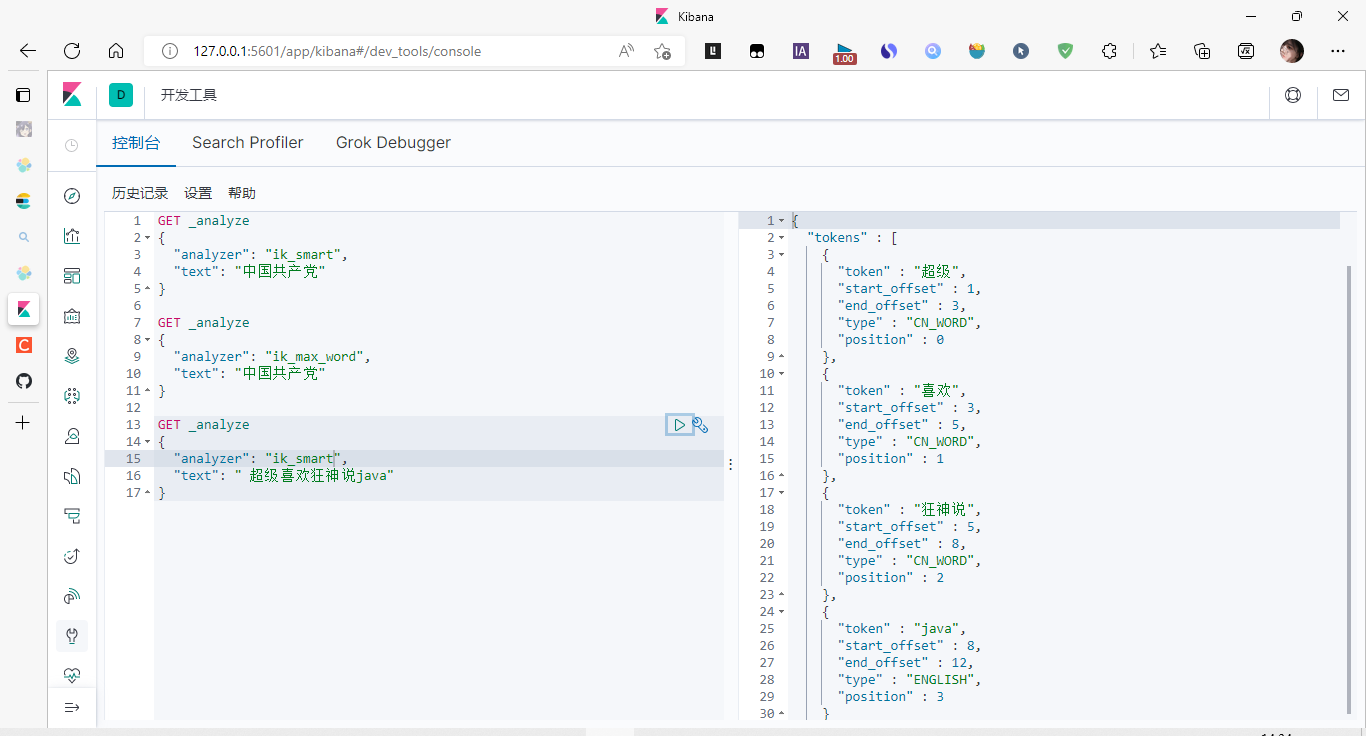 Kibana
127.0.0.1:5601/app/kibana#/dev_tools/console
1.00
D 开发工具
控制台 Search Profiler Grok Debugger
历史记录 设置 帮助
1 GET _analyze
2 {
3 "analyzer": "ik_smart",
4 "text": "中国共产党"
5 }
6
7 GET _analyze
8 {
9 "analyzer": "ik_max_word",
10 "text": "中国共产党"
11 }
12
13 GET _analyze
14 {
15 "analyzer": "ik_smart",
16 "text": " 超级喜欢狂神说java"
17 }
1 {
2 "tokens" : [
3 {
4 "token" : "超级",
5 "start_offset" : 1,
6 "end_offset" : 3,
7 "type" : "CN_WORD",
8 "position" : 0
9 },
10 {
11 "token" : "喜欢",
12 "start_offset" : 3,
13 "end_offset" : 5,
14 "type" : "CN_WORD",
15 "position" : 1
16 },
17 {
18 "token" : "狂神说",
19 "start_offset" : 5,
20 "end_offset" : 8,
21 "type" : "CN_WORD",
22 "position" : 2
23 },
24 {
25 "token" : "java",
26 "start_offset" : 8,
27 "end_offset" : 12,
28 "type" : "ENGLISH",
29 "position" : 3
30 }